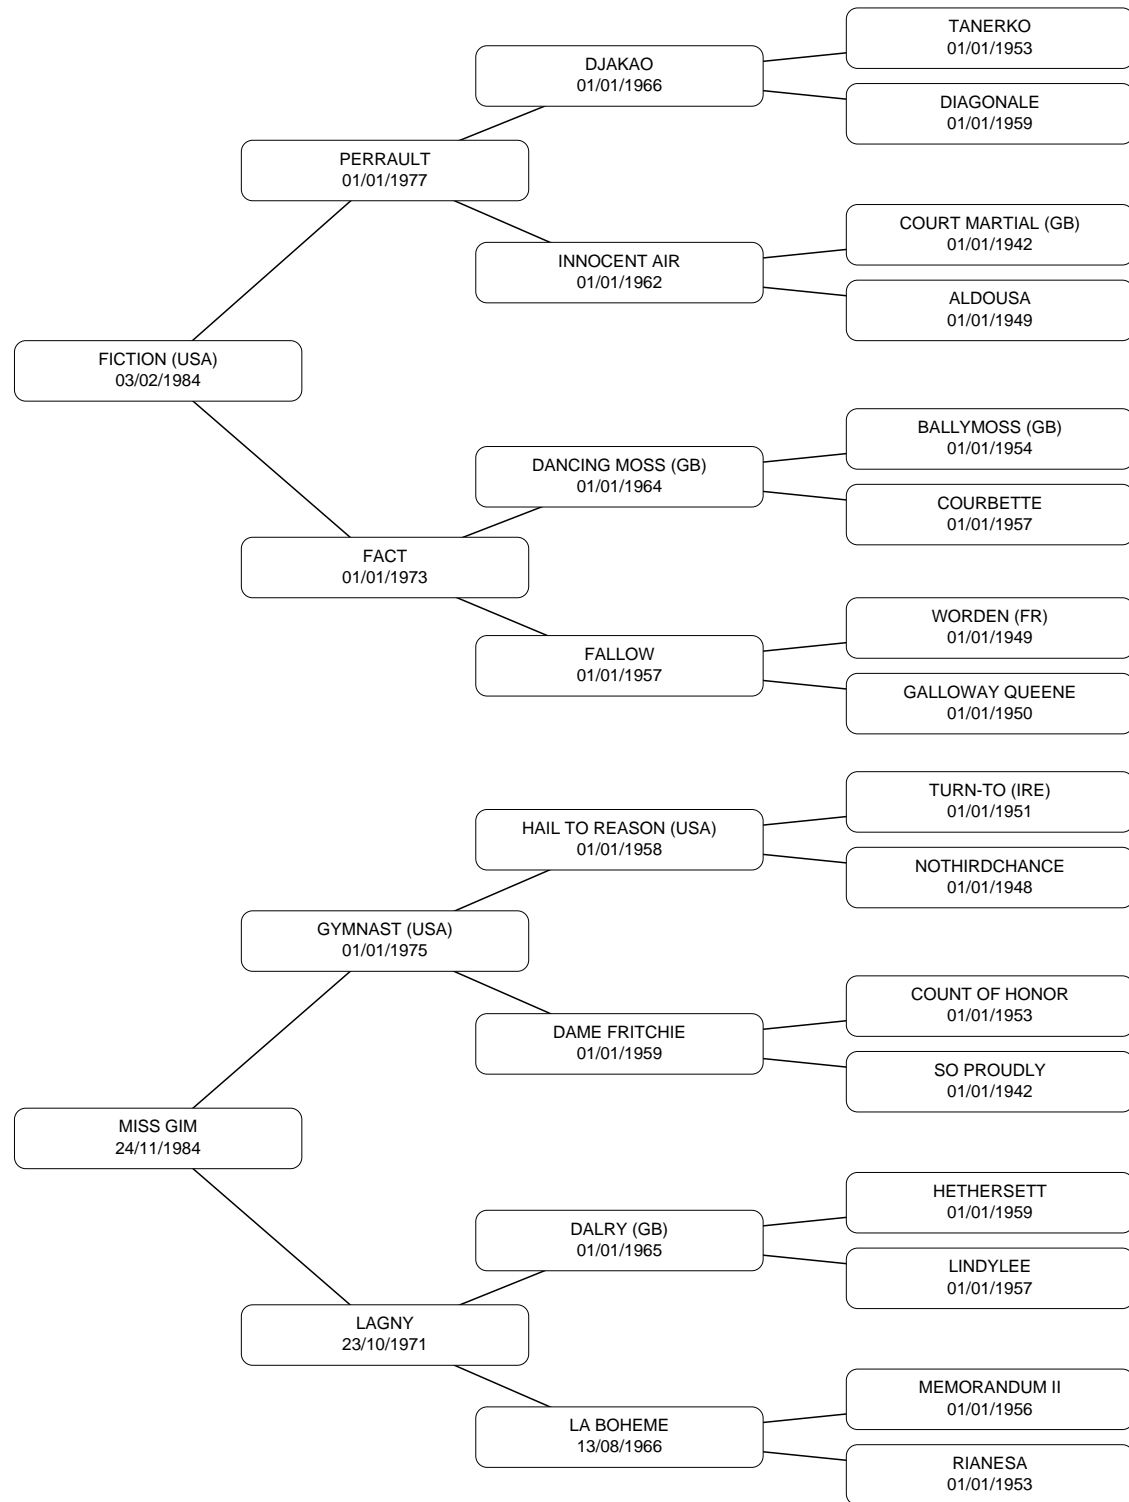 TANERKO
01/01/1953
DJAKAO
01/01/1966
DIAGONALE
01/01/1959
PERRAULT
01/01/1977
COURT MARTIAL (GB)
01/01/1942
INNOCENT AIR
01/01/1962
ALDOUSA
01/01/1949
FICTION (USA)
03/02/1984
BALLYMOSS (GB)
01/01/1954
DANCING MOSS (GB)
01/01/1964
COURBETTE
01/01/1957
FACT
01/01/1973
WORDEN (FR)
01/01/1949
FALLOW
01/01/1957
GALLOWAY QUEENE
01/01/1950
TURN-TO (IRE)
01/01/1951
HAIL TO REASON (USA)
01/01/1958
NOTHIRDCHANCE
01/01/1948
GYMNAST (USA)
01/01/1975
COUNT OF HONOR
01/01/1953
DAME FRITCHIE
01/01/1959
SO PROUDLY
01/01/1942
MISS GIM
24/11/1984
HETHERSETT
01/01/1959
DALRY (GB)
01/01/1965
LINDYLEE
01/01/1957
LAGNY
23/10/1971
MEMORANDUM II
01/01/1956
LA BOHEME
13/08/1966
RIANESA
01/01/1953